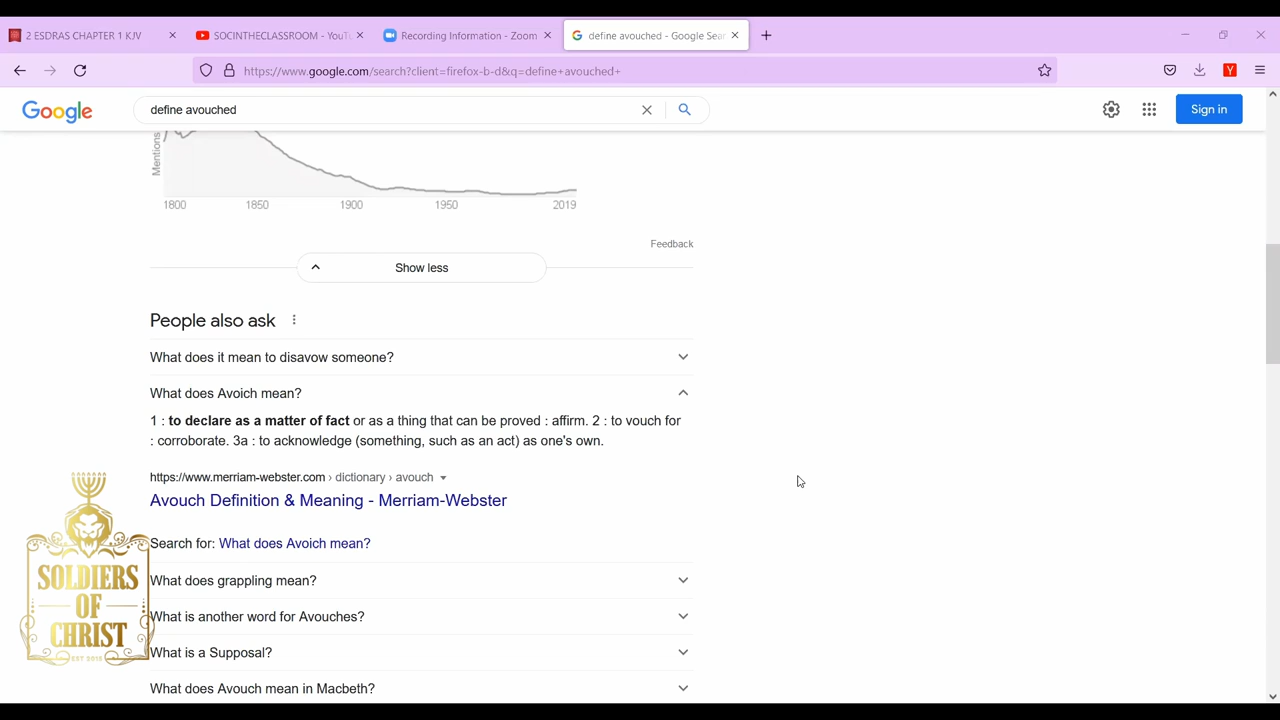 2 ESDRAS CHAPTER 1 KJV
SOCINTHECLASSROOM - YouTu
Recording Information - Zoom
define avouched - Google Sear
https://www.google.com/search?client=firefox-b-d&q=define+avouched+
Google
define avouched
Sign in
Mentions
1800 1850 1900 1950 2019
Feedback
Show less
People also ask
What does it mean to disavow someone?
What does Avoich mean?
1 : to declare as a matter of fact or as a thing that can be proved : affirm. 2 : to vouch for
: corroborate. 3a : to acknowledge (something, such as an act) as one's own.
https://www.merriam-webster.com › dictionary › avouch
Avouch Definition & Meaning - Merriam-Webster
Search for: What does Avoich mean?
What does grappling mean?
What is another word for Avouches?
What is a Supposal?
What does Avouch mean in Macbeth?
SOLDIERS
OF
CHRIST